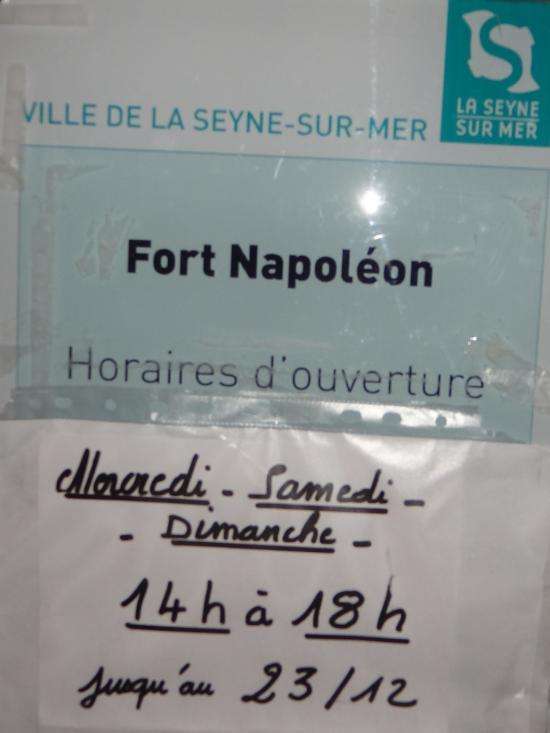 LA SEYNE
SUR MER
VILLE DE LA SEYNE-SUR-MER
Fort Napoléon
Horaires d'ouverture
Mercredi - Samedi -
- Dimanche -
14h à 18h
jusqu'au 23/12